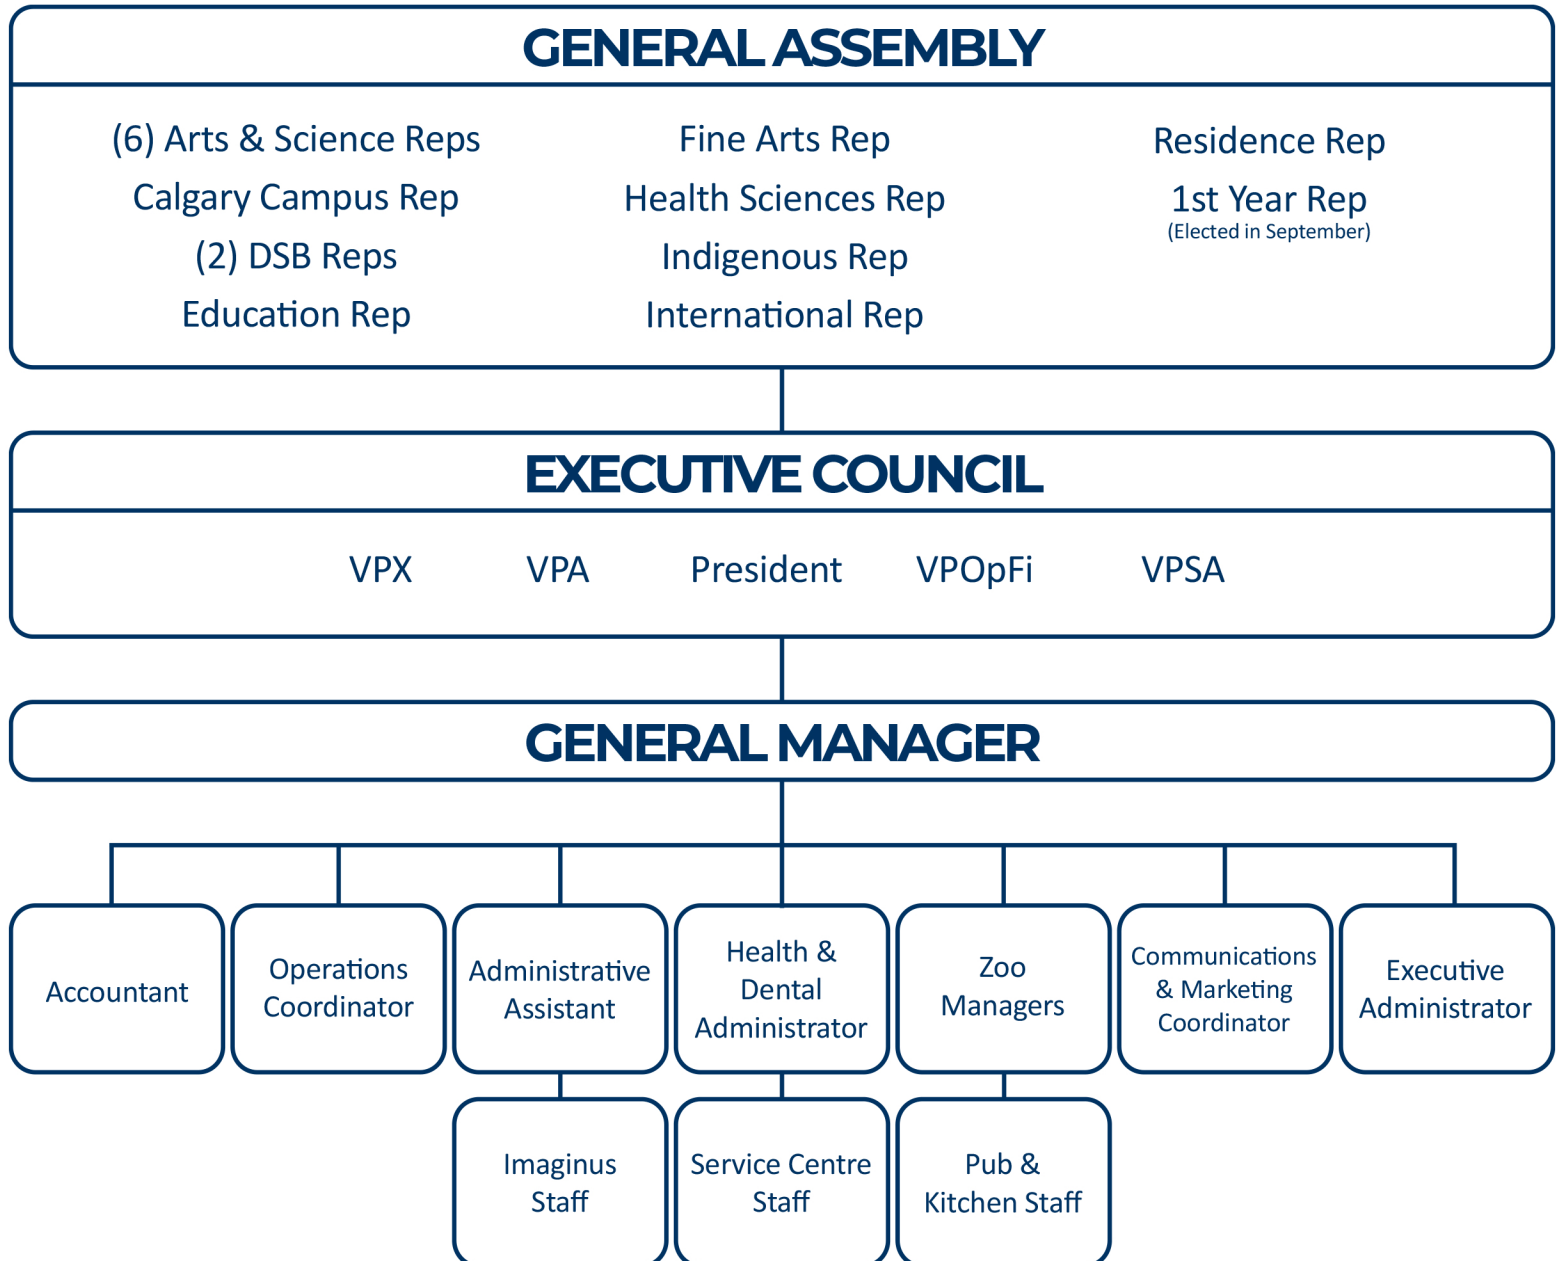 GENERAL ASSEMBLY
(6) Arts & Science Reps
Calgary Campus Rep
(2) DSB Reps
Education Rep
Fine Arts Rep
Health Sciences Rep
Indigenous Rep
International Rep
Residence Rep
1st Year Rep
(Elected in September)
EXECUTIVE COUNCIL
VPX VPA President VPOpFi VPSA
GENERAL MANAGER
Accountant
Operations
Coordinator
Administrative
Assistant
Health &
Dental
Administrator
Zoo
Managers
Communications
& Marketing
Coordinator
Executive
Administrator
Imaginus
Staff
Service Centre
Staff
Pub &
Kitchen Staff